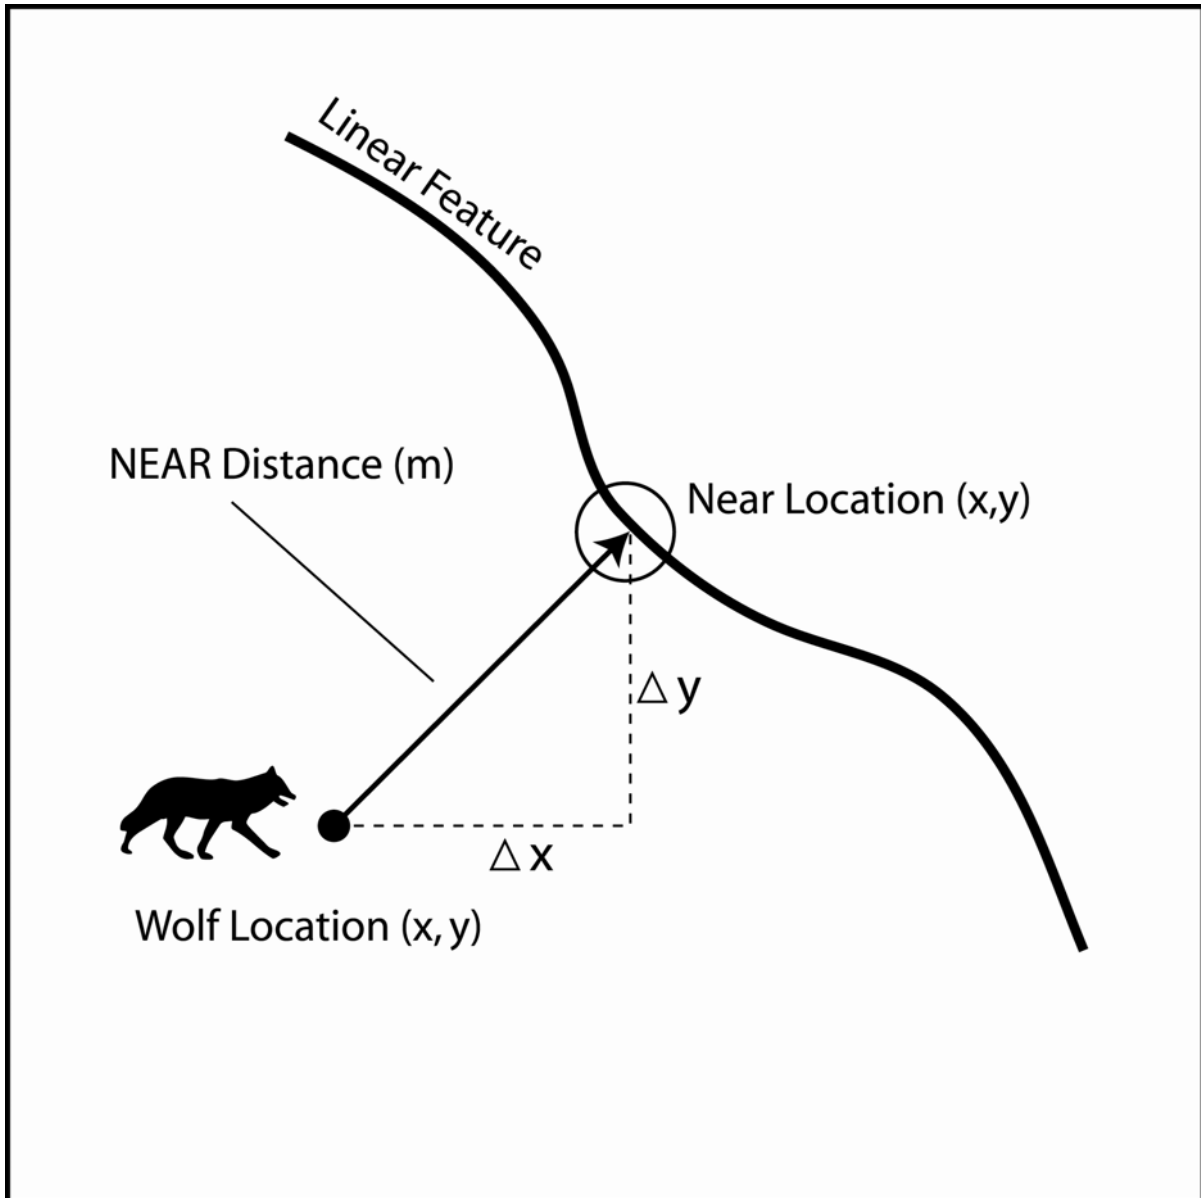 Linear Feature
NEAR Distance (m)
Near Location (x,y)
△ y
△ x
Wolf Location (x, y)